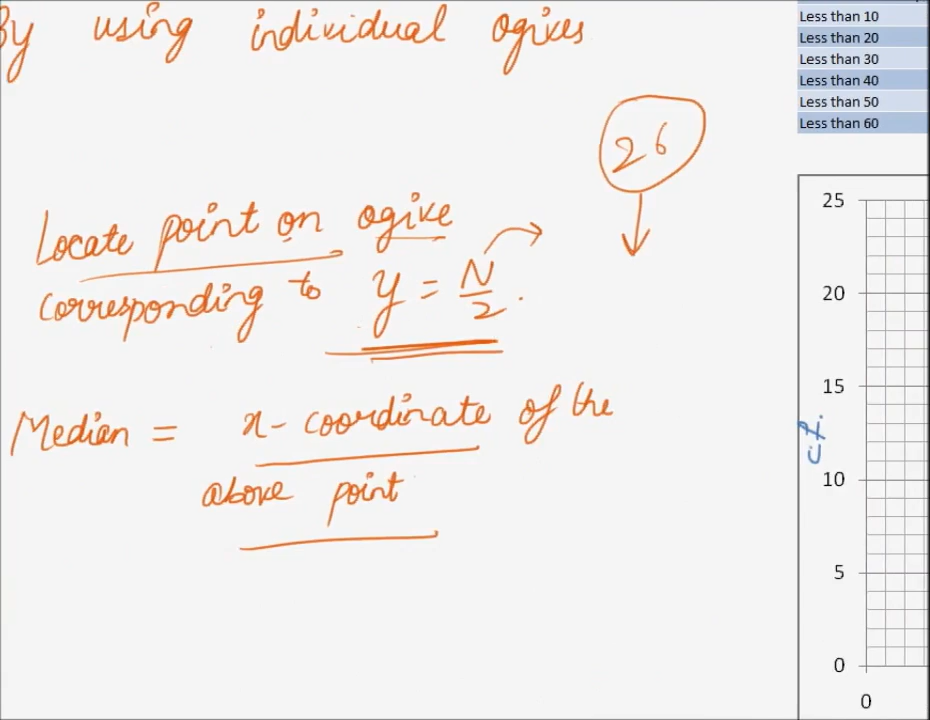 By using individual ogives
Less than 10
Less than 20
Less than 30
Less than 40
Less than 50
Less than 60
26
Locate point on ogive
corresponding to y = N/2.
Median = x-coordinate of the
above point
25
20
15
c.f.
10
5
0
0